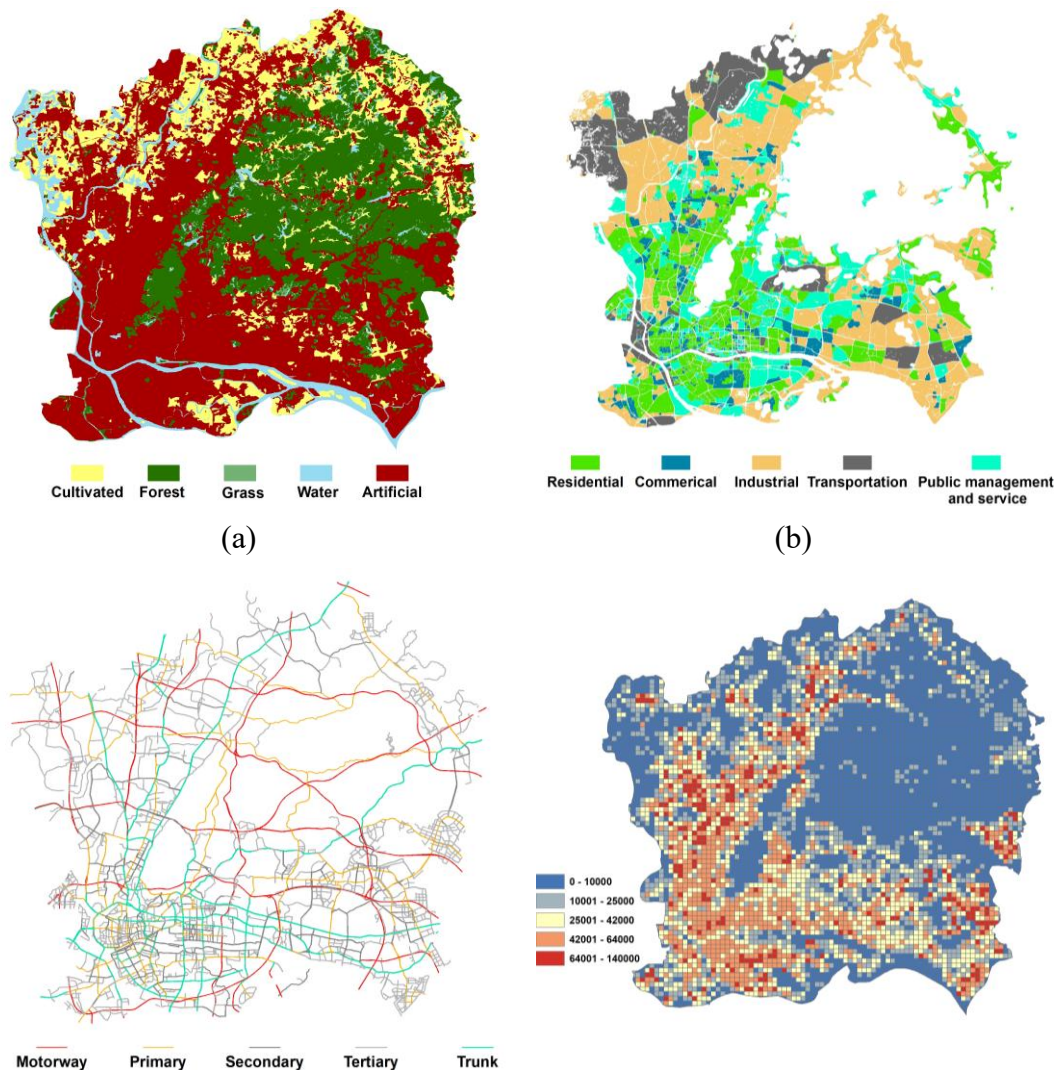 Cultivated Forest Grass Water Artificial
(a)
Residential Commerical Industrial Transportation Public management
and service
(b)
Motorway Primary Secondary Tertiary Trunk
0 - 10000
10001 - 25000
25001 - 42000
42001 - 64000
64001 - 140000